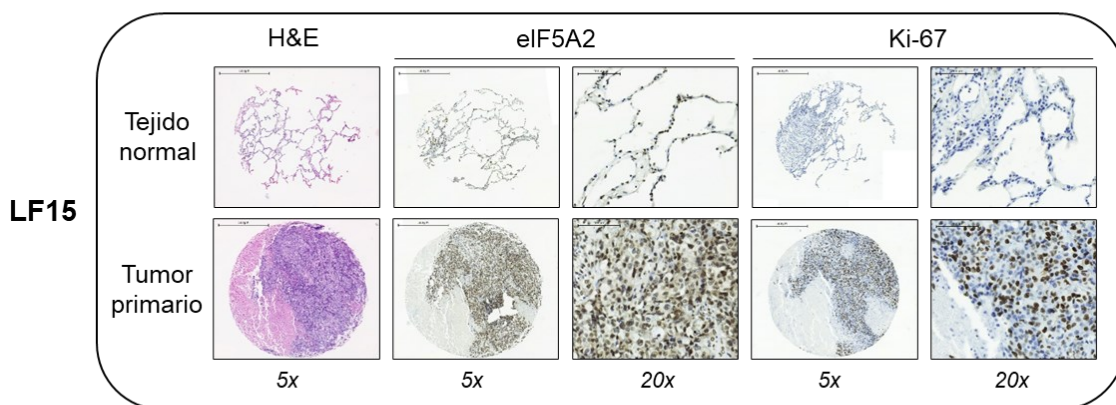 H&E
eIF5A2
Ki-67
Tejido
normal
LF15
Tumor
primario
5x
5x
20x
5x
20x